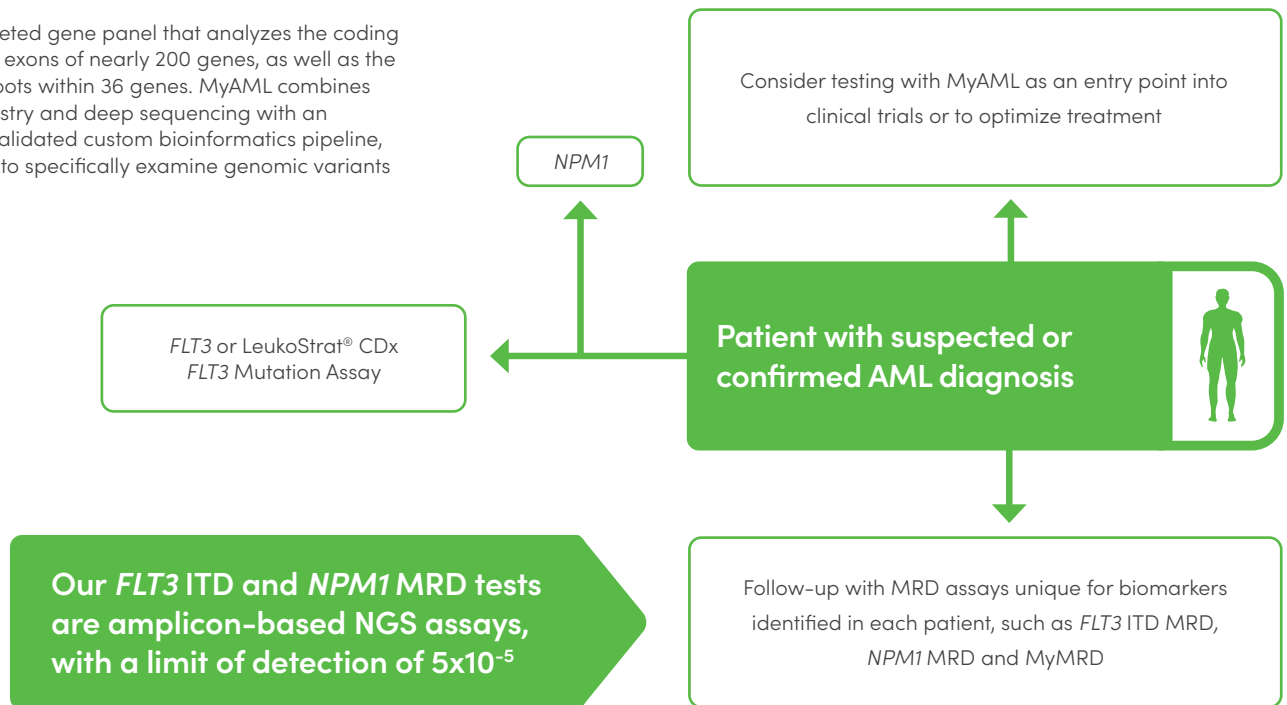 eted gene panel that analyzes the coding
exons of nearly 200 genes, as well as the
pots within 36 genes. MyAML combines
stry and deep sequencing with an
alidated custom bioinformatics pipeline,
to specifically examine genomic variants
Consider testing with MyAML as an entry point into
clinical trials or to optimize treatment
NPM1
FLT3 or LeukoStrat® CDx
FLT3 Mutation Assay
Patient with suspected or
confirmed AML diagnosis
Our FLT3 ITD and NPM1 MRD tests
are amplicon-based NGS assays,
with a limit of detection of 5x10⁻⁵
Follow-up with MRD assays unique for biomarkers
identified in each patient, such as FLT3 ITD MRD,
NPM1 MRD and MyMRD